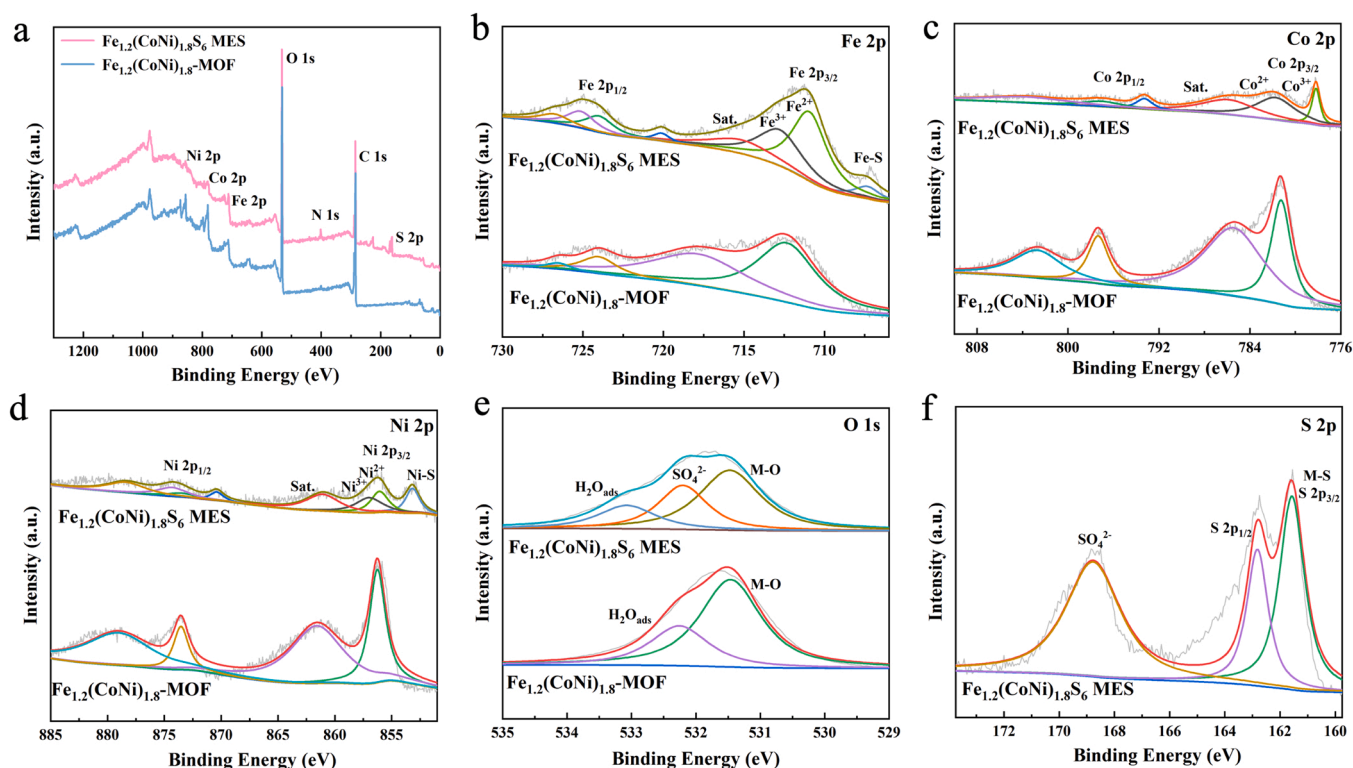 a
Fe1.2(CoNi)1.8S6 MES
Fe1.2(CoNi)1.8-MOF
O 1s
C 1s
Ni 2p
Co 2p
Fe 2p
N 1s
S 2p
Intensity (a.u.)
1200 1000 800 600 400 200 0
Binding Energy (eV)
b
Fe 2p
Fe 2p1/2
Fe 2p3/2
Sat.
Fe3+
Fe2+
Fe-S
Fe1.2(CoNi)1.8S6 MES
Fe1.2(CoNi)1.8-MOF
Intensity (a.u.)
730 725 720 715 710
Binding Energy (eV)
c
Co 2p
Co 2p1/2
Co 2p3/2
Sat.
Co2+
Co3+
Fe1.2(CoNi)1.8S6 MES
Fe1.2(CoNi)1.8-MOF
Intensity (a.u.)
808 800 792 784 776
Binding Energy (eV)
d
Ni 2p
Ni 2p1/2
Ni 2p3/2
Sat.
Ni3+
Ni2+
Ni-S
Fe1.2(CoNi)1.8S6 MES
Fe1.2(CoNi)1.8-MOF
Intensity (a.u.)
885 880 875 870 865 860 855
Binding Energy (eV)
e
O 1s
H2Oads
SO42-
M-O
Fe1.2(CoNi)1.8S6 MES
H2Oads
M-O
Fe1.2(CoNi)1.8-MOF
Intensity (a.u.)
535 534 533 532 531 530 529
Binding Energy (eV)
f
S 2p
M-S
S 2p3/2
S 2p1/2
SO42-
Fe1.2(CoNi)1.8S6 MES
Intensity (a.u.)
172 170 168 166 164 162 160
Binding Energy (eV)